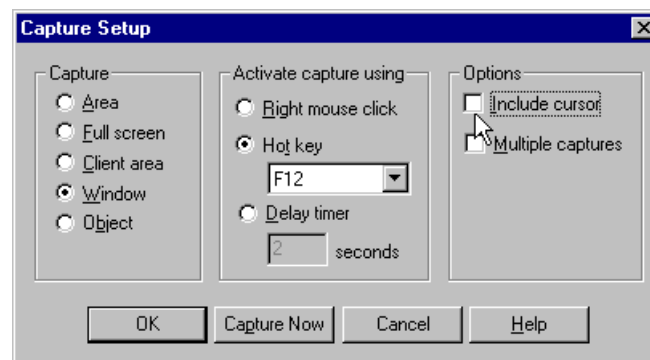 Capture Setup
Capture
Area
Full screen
Client area
Window
Object
Activate capture using
Right mouse click
Hot key
F12
Delay timer
2 seconds
Options
Include cursor
Multiple captures
OK Capture Now Cancel Help